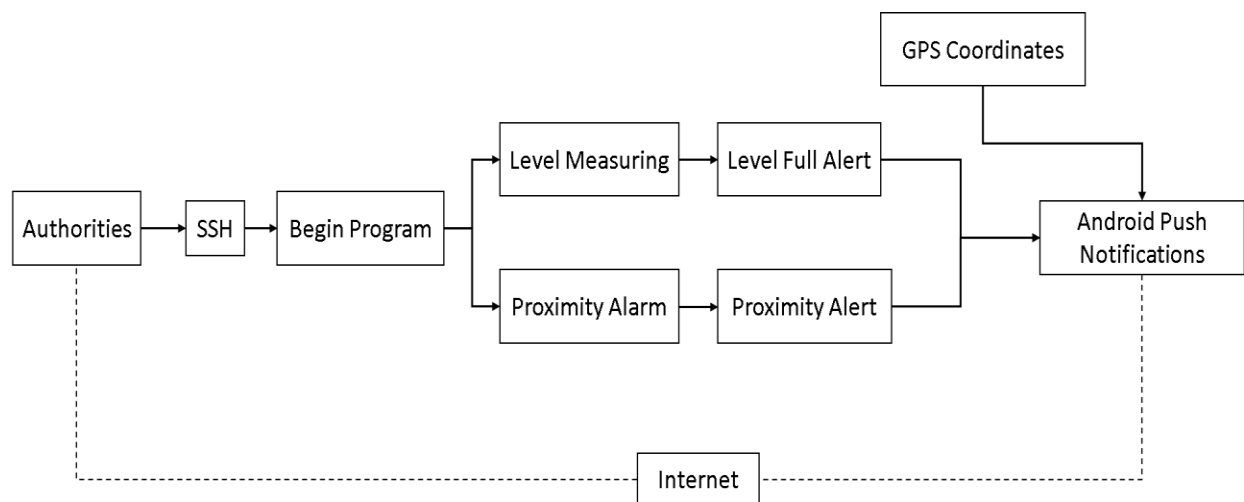 GPS Coordinates
Level Measuring
Level Full Alert
Authorities
SSH
Begin Program
Android Push
Notifications
Proximity Alarm
Proximity Alert
Internet